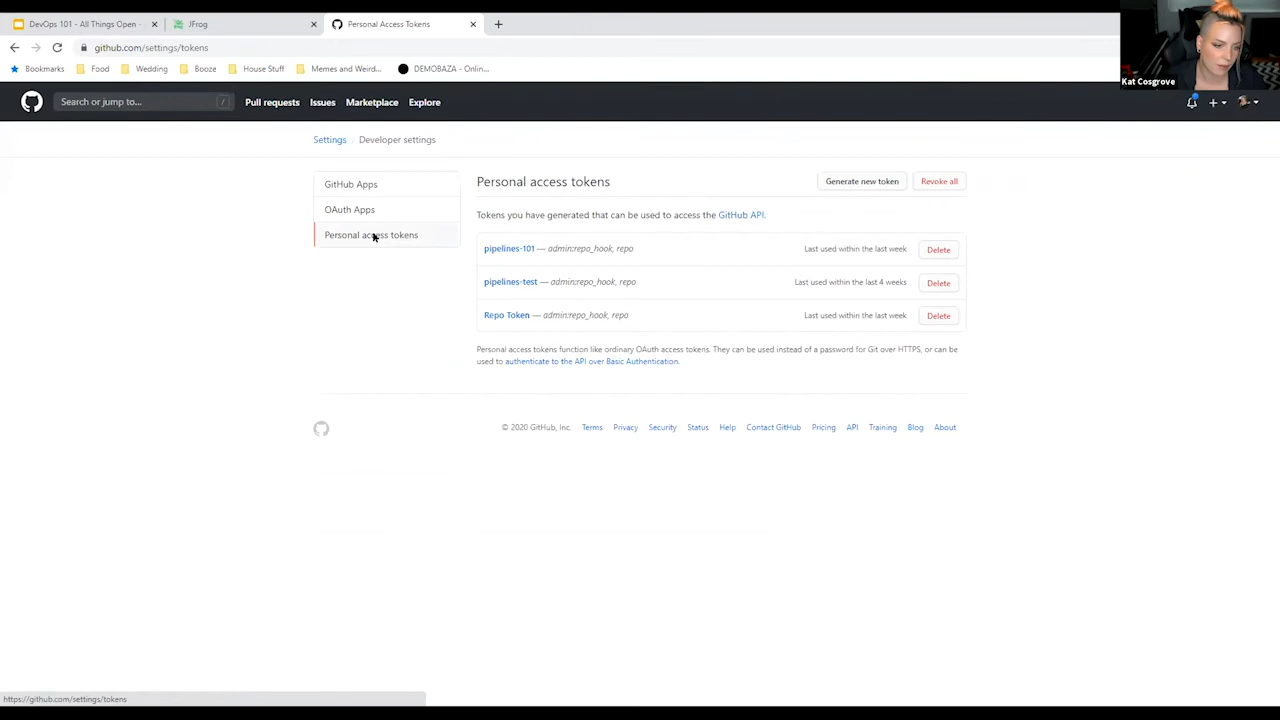 DevOps 101 - All Things Open -
JFrog
Personal Access Tokens
github.com/settings/tokens
Bookmarks
Food
Wedding
Booze
House Stuff
Memes and Weird...
DEMOBAZA - Onlin...
Kat Cosgrove
Search or jump to...
/
Pull requests
Issues
Marketplace
Explore
Settings / Developer settings
GitHub Apps
OAuth Apps
Personal access tokens
Personal access tokens
Generate new token
Revoke all
Tokens you have generated that can be used to access the GitHub API.
pipelines-101 — admin:repo_hook, repo
Last used within the last week
Delete
pipelines-test — admin:repo_hook, repo
Last used within the last 4 weeks
Delete
Repo Token — admin:repo_hook, repo
Last used within the last week
Delete
Personal access tokens function like ordinary OAuth access tokens. They can be used instead of a password for Git over HTTPS, or can be
used to authenticate to the API over Basic Authentication.
© 2020 GitHub, Inc.
Terms
Privacy
Security
Status
Help
Contact GitHub
Pricing
API
Training
Blog
About
https://github.com/settings/tokens